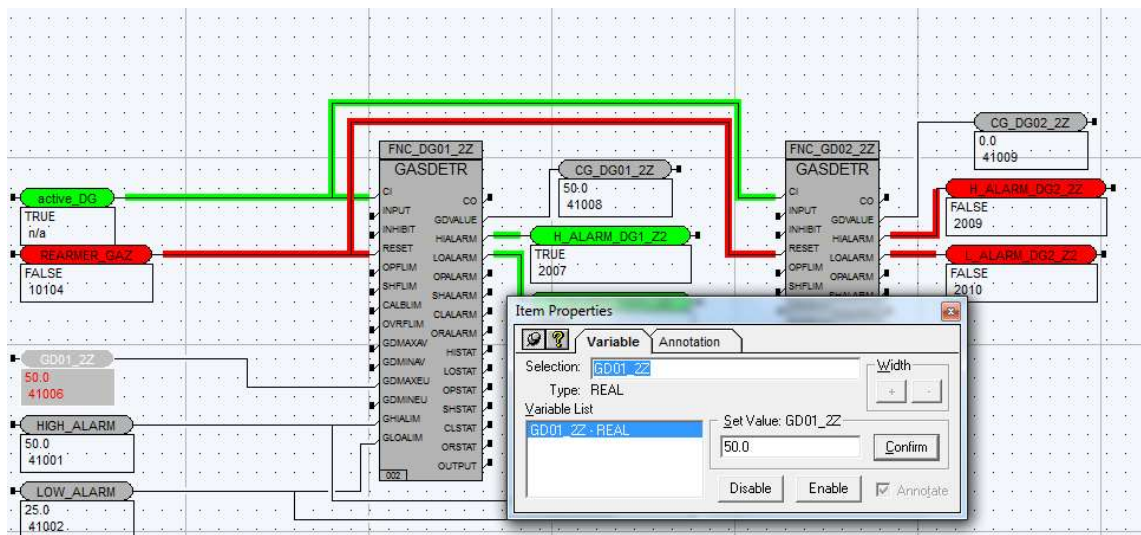 CG_DG02_2Z
0.0
41009
FNC_DG01_2Z
GASDETR
CI
INPUT
INHIBIT
RESET
OPFLIM
SHFLIM
CALBLIM
OVRFLIM
GDMAXAV
GDMINAV
GDMAXEU
GDMINEU
GHIALIM
GLOALIM
CO
GDVALUE
HIALARM
LOALARM
OPALARM
SHALARM
CLALARM
ORALARM
HISTAT
LOSTAT
OPSTAT
SHSTAT
CLSTAT
ORSTAT
OUTPUT
002
CG_DG01_2Z
50.0
41008
FNC_GD02_2Z
GASDETR
CI
INPUT
INHIBIT
RESET
OPFLIM
SHFLIM
CO
GDVALUE
HIALARM
LOALARM
OPALARM
active_DG
TRUE
n/a
H_ALARM_DG2_2Z
FALSE
2009
REARMER_GAZ
FALSE
10104
H_ALARM_DG1_Z2
TRUE
2007
L_ALARM_DG2_Z2
FALSE
2010
GD01_2Z
50.0
41006
HIGH_ALARM
50.0
41001
LOW_ALARM
25.0
41002
Item Properties
Variable
Annotation
Selection: GD01_2Z
Width
+ -
Type: REAL
Variable List
GD01_2Z - REAL
Set Value: GD01_2Z
50.0
Confirm
Disable
Enable
Annotate